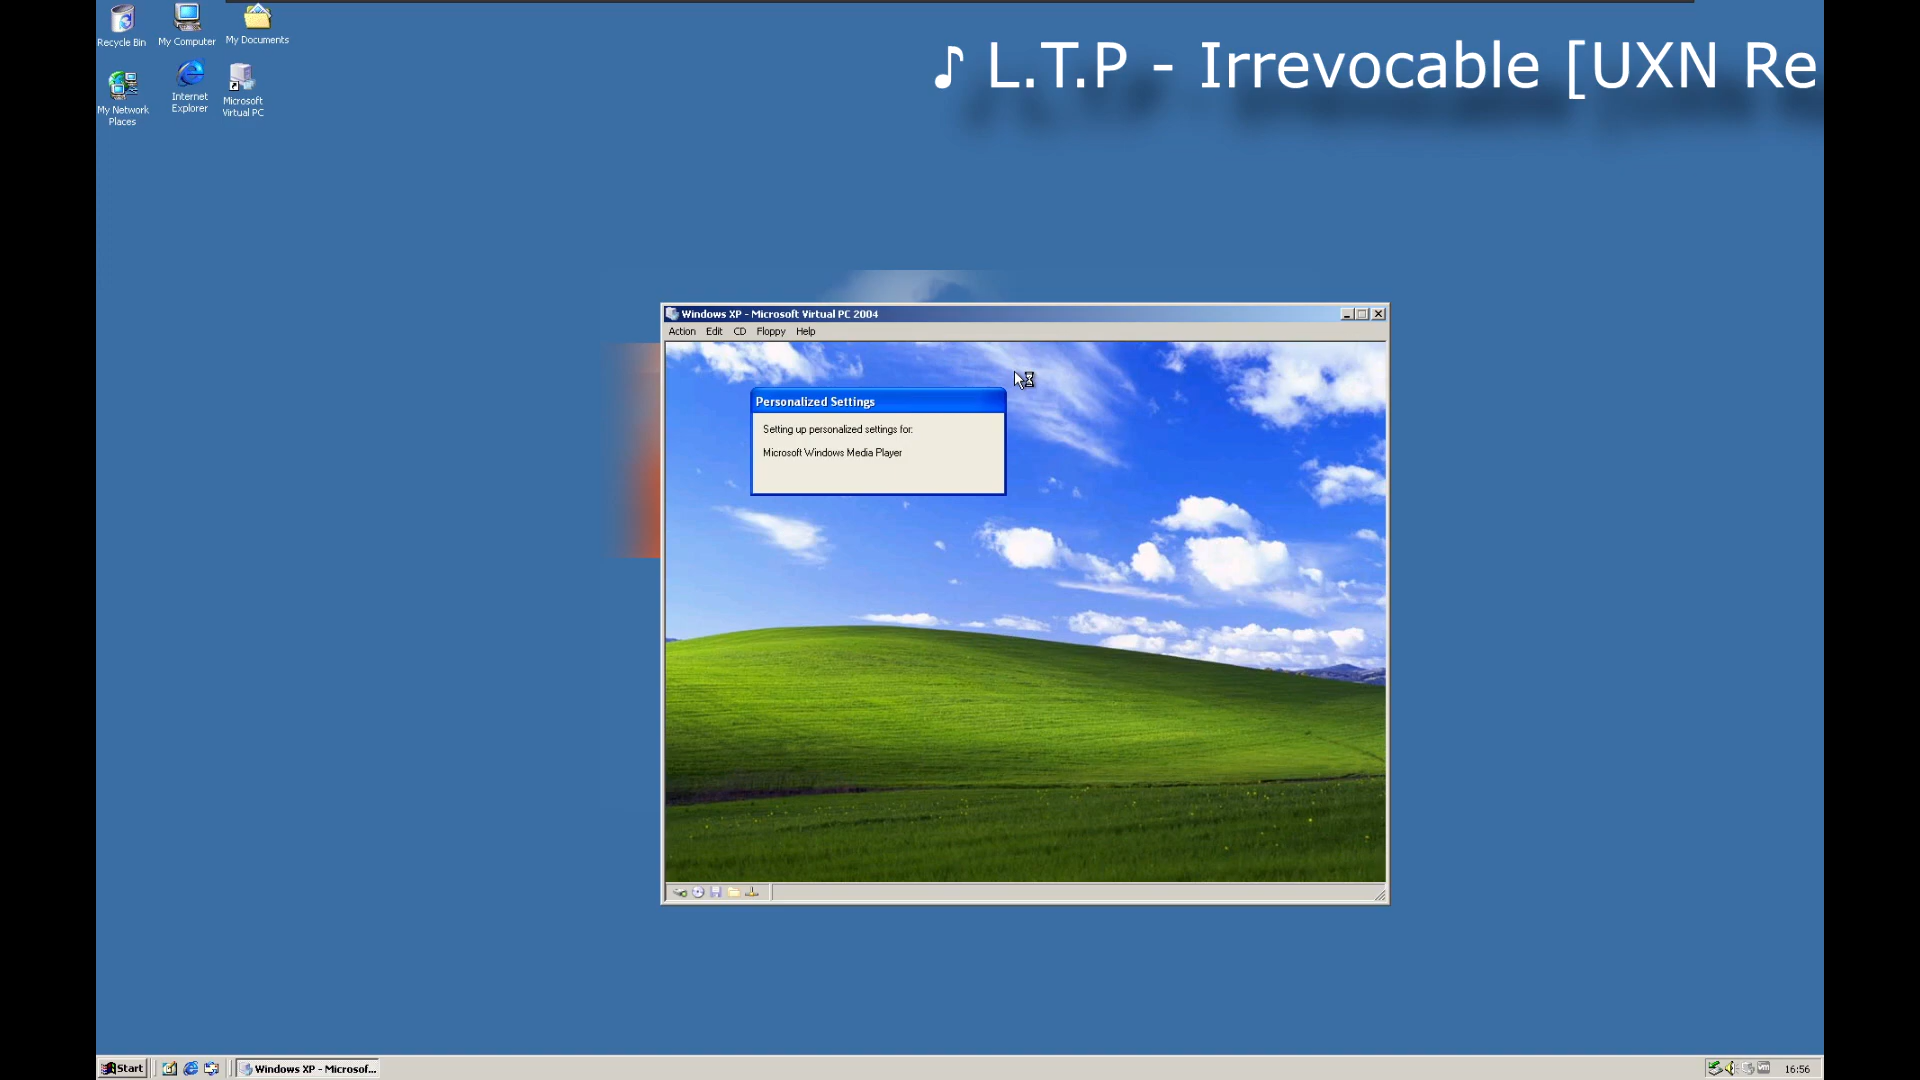 Recycle Bin
My Computer
My Documents
♪ L.T.P - Irrevocable [UXN Re
My Network
Places
Internet
Explorer
Microsoft
Virtual PC
Windows XP - Microsoft Virtual PC 2004
Action Edit CD Floppy Help
Personalized Settings
Setting up personalized settings for:
Microsoft Windows Media Player
Start
Windows XP - Microsof...
16:56